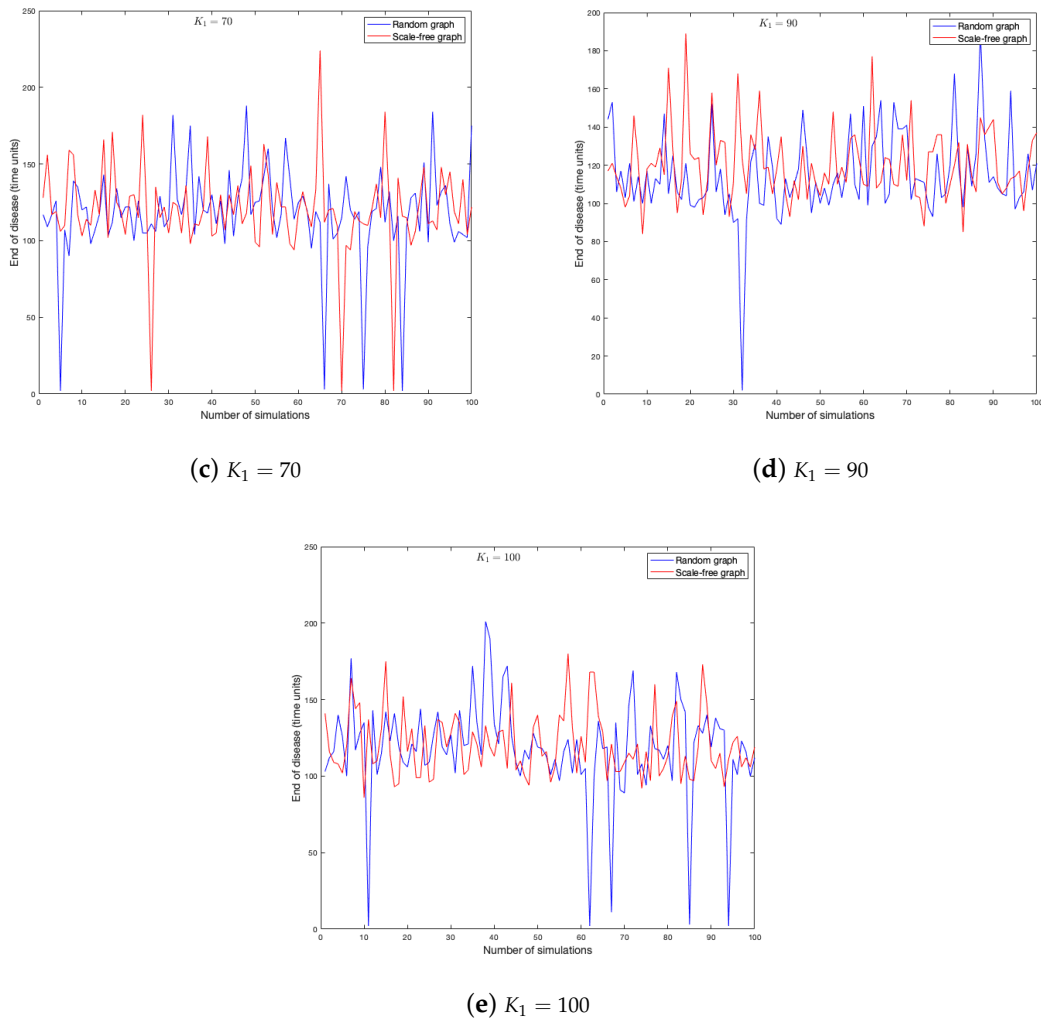 K₁ = 70
Random graph
Scale-free graph
250
200
150
100
50
0
End of disease (time units)
0 10 20 30 40 50 60 70 80 90 100
Number of simulations
(c) K₁ = 70
K₁ = 90
Random graph
Scale-free graph
200
180
160
140
120
100
80
60
40
20
0
End of disease (time units)
0 10 20 30 40 50 60 70 80 90 100
Number of simulations
(d) K₁ = 90
K₁ = 100
Random graph
Scale-free graph
250
200
150
100
50
0
End of disease (time units)
0 10 20 30 40 50 60 70 80 90 100
Number of simulations
(e) K₁ = 100